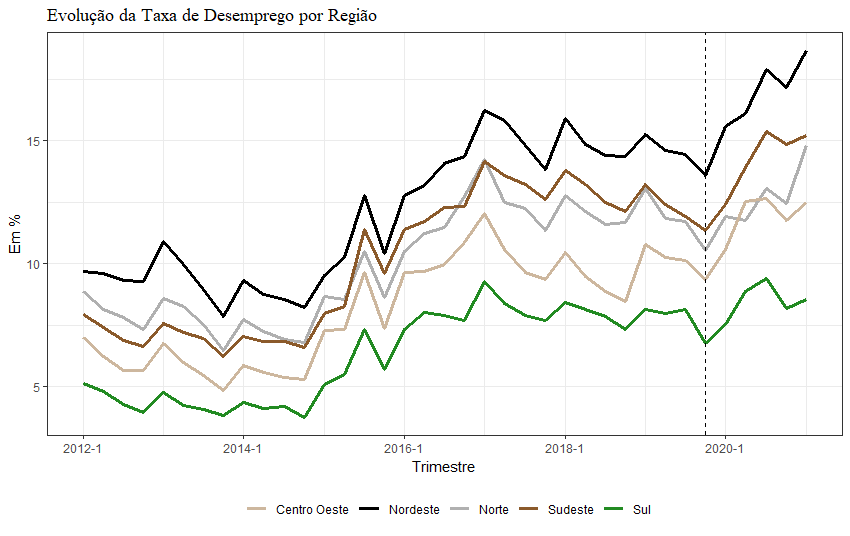 Evolução da Taxa de Desemprego por Região
Em %
15
10
5
2012-1 2014-1 2016-1 2018-1 2020-1
Trimestre
Centro Oeste Nordeste Norte Sudeste Sul